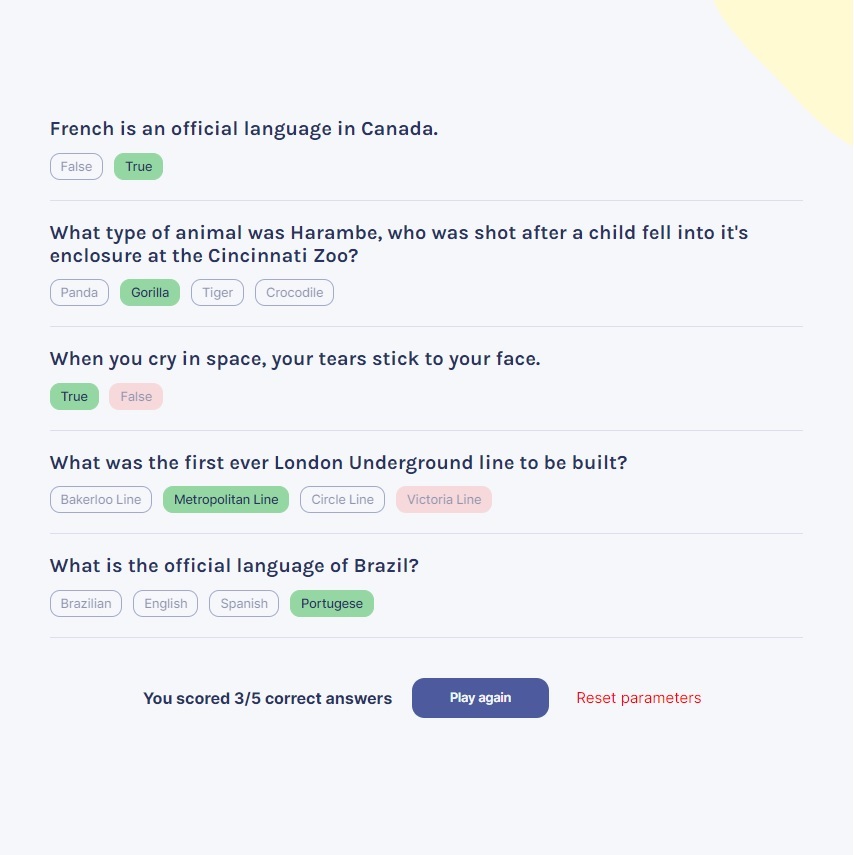 French is an official language in Canada.
False True
What type of animal was Harambe, who was shot after a child fell into it's
enclosure at the Cincinnati Zoo?
Panda Gorilla Tiger Crocodile
When you cry in space, your tears stick to your face.
True False
What was the first ever London Underground line to be built?
Bakerloo Line Metropolitan Line Circle Line Victoria Line
What is the official language of Brazil?
Brazilian English Spanish Portugese
You scored 3/5 correct answers Play again Reset parameters